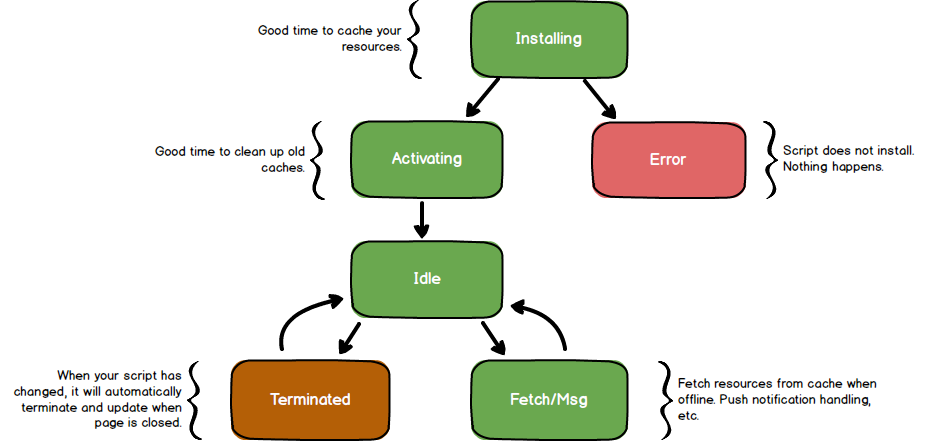 Good time to cache your
resources.
Installing
Good time to clean up old
caches.
Activating
Error
Script does not install.
Nothing happens.
Idle
When your script has
changed, it will automatically
terminate and update when
page is closed.
Terminated
Fetch/Msg
Fetch resources from cache when
offline. Push notification handling,
etc.